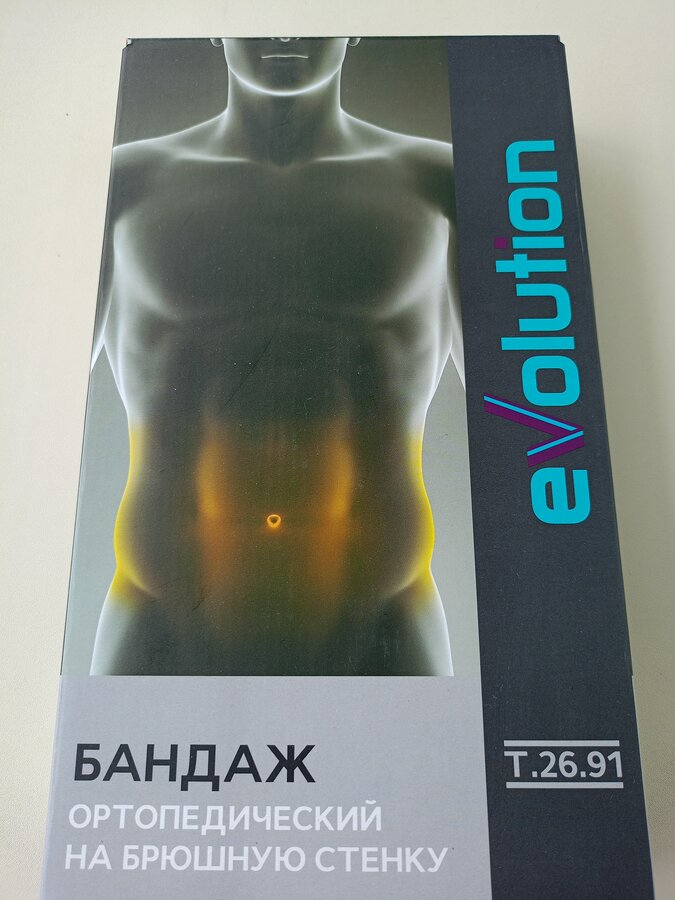 evolution
БАНДАЖ
ОРТОПЕДИЧЕСКИЙ
НА БРЮШНУЮ СТЕНКУ
Т.26.91